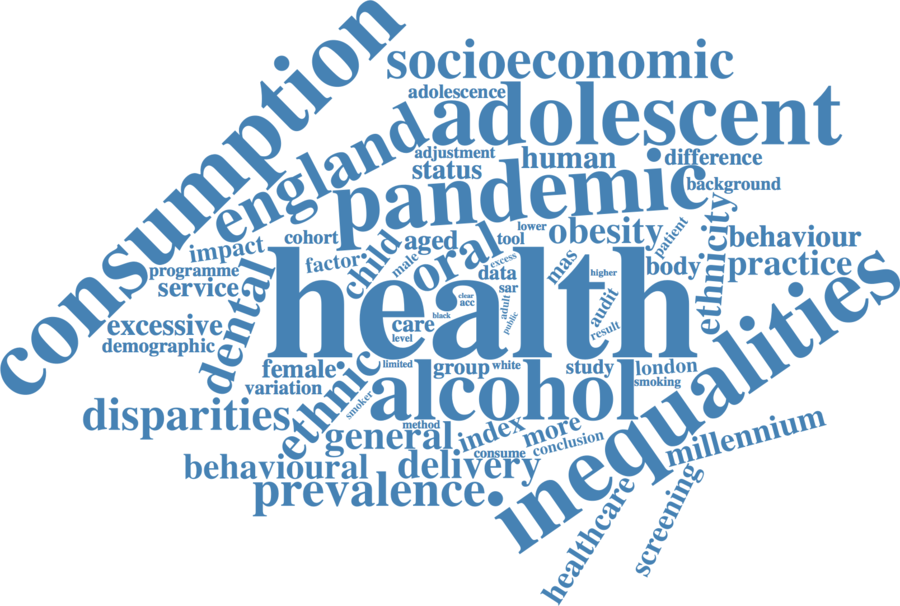 consumption
socioeconomic
adolescence
adolescent
england
adjustment
human
difference
status
pandemic
background
ethnicity
lower
obesity
patient
behaviour
impact
cohort
child
aged
tool
oral
male
excess
mas
factor
data
higher
body
practice
programme
service
dental
health
sar
clear
acc
adult
audit
black
public
excessive
care
result
demographic
level
inequalities
female
ethnic
limited
group
white
study
london
variation
alcohol
smoking
smoker
disparities
method
general
index
more
millennium
consume
conclusion
behavioural
delivery
prevalence
healthcare
screening